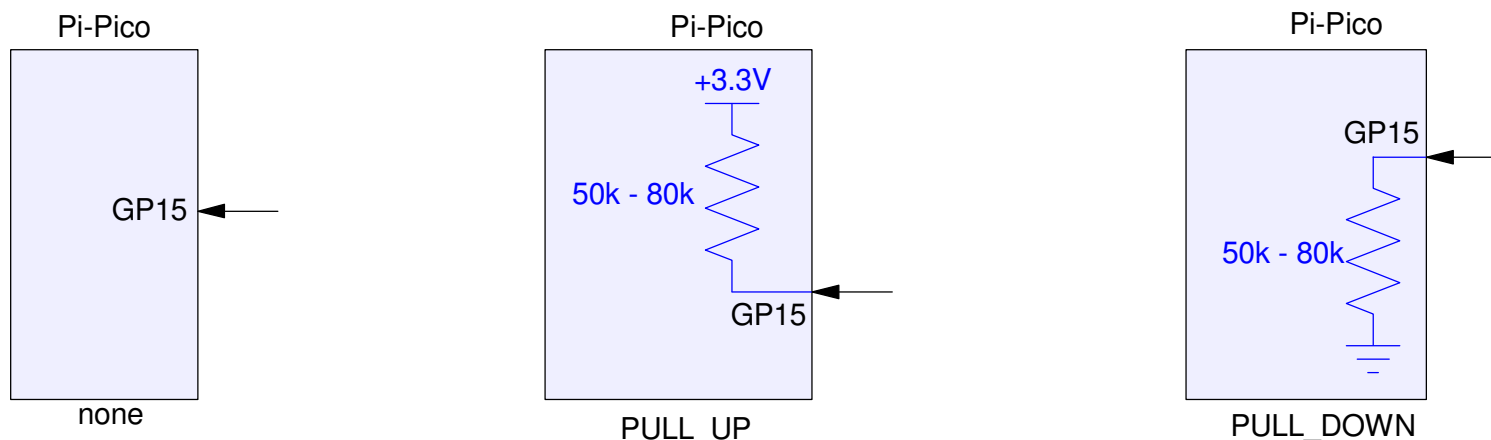 Pi-Pico
GP15
none
Pi-Pico
+3.3V
50k - 80k
GP15
PULL_UP
Pi-Pico
GP15
50k - 80k
PULL_DOWN